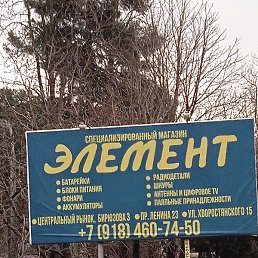 СПЕЦИАЛИЗИРОВАННЫЙ МАГАЗИН
ЭЛЕМЕНТ
• БАТАРЕЙКИ
• БЛОКИ ПИТАНИЯ
• ФОНАРИ
• АККУМУЛЯТОРЫ
• РАДИОДЕТАЛИ
• ШНУРЫ
• АНТЕННЫ И ЦИФРОВОЕ TV
• ПАЯЛЬНЫЕ ПРИНАДЛЕЖНОСТИ
• ЦЕНТРАЛЬНЫЙ РЫНОК, БИРЮЗОВА 3 • ПР. ЛЕНИНА 23 • УЛ. ХВОРОСТЯНСКОГО 15
+7 (918) 460-74-50